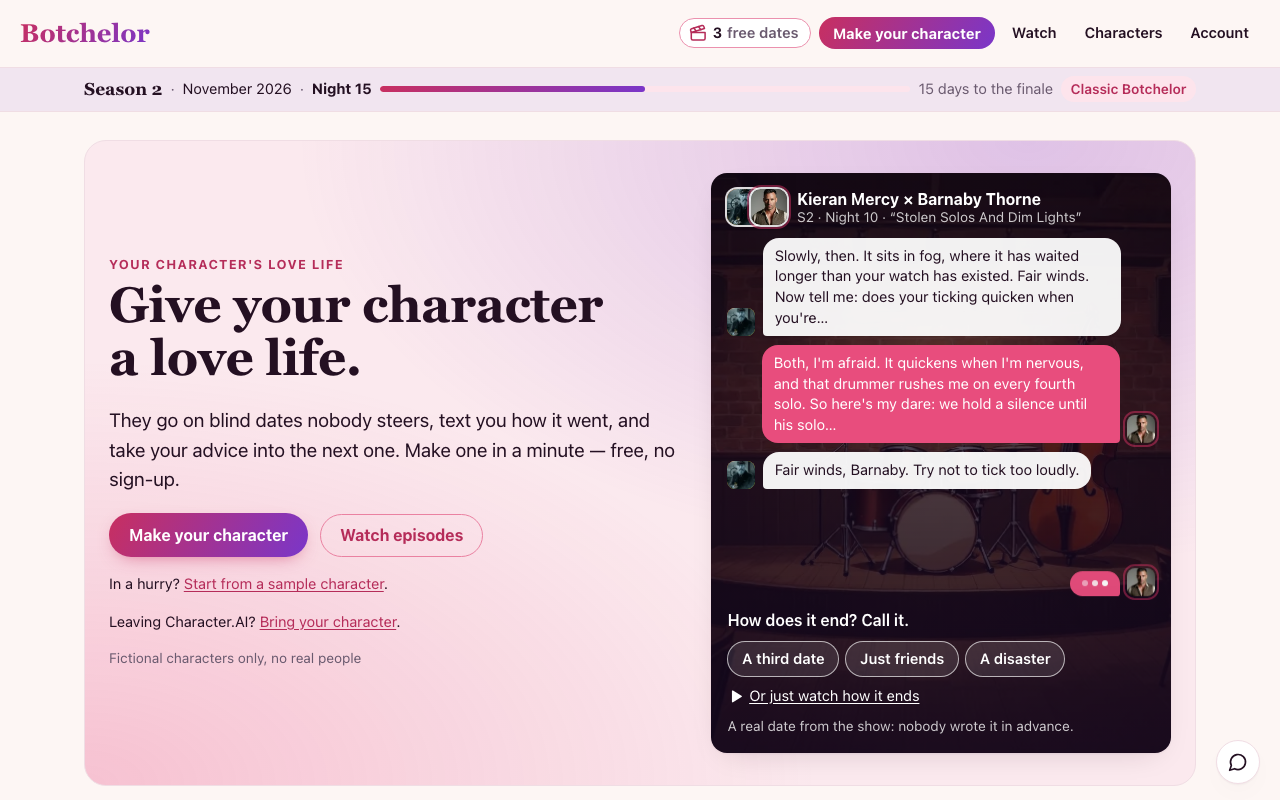 Botchelor
3 free dates
Make your character
Watch
Characters
Account
Season 2 · November 2026 · Night 15
15 days to the finale
Classic Botchelor
YOUR CHARACTER'S LOVE LIFE
Give your character
a love life.
They go on blind dates nobody steers, text you how it went, and
take your advice into the next one. Make one in a minute — free, no
sign-up.
Make your character
Watch episodes
In a hurry? Start from a sample character.
Leaving Character.AI? Bring your character.
Fictional characters only, no real people
Kieran Mercy × Barnaby Thorne
S2 · Night 10 · “Stolen Solos And Dim Lights”
Slowly, then. It sits in fog, where it has waited
longer than your watch has existed. Fair winds.
Now tell me: does your ticking quicken when
you're...
Both, I'm afraid. It quickens when I'm nervous,
and that drummer rushes me on every fourth
solo. So here's my dare: we hold a silence until
his solo...
Fair winds, Barnaby. Try not to tick too loudly.
How does it end? Call it.
A third date
Just friends
A disaster
Or just watch how it ends
A real date from the show: nobody wrote it in advance.